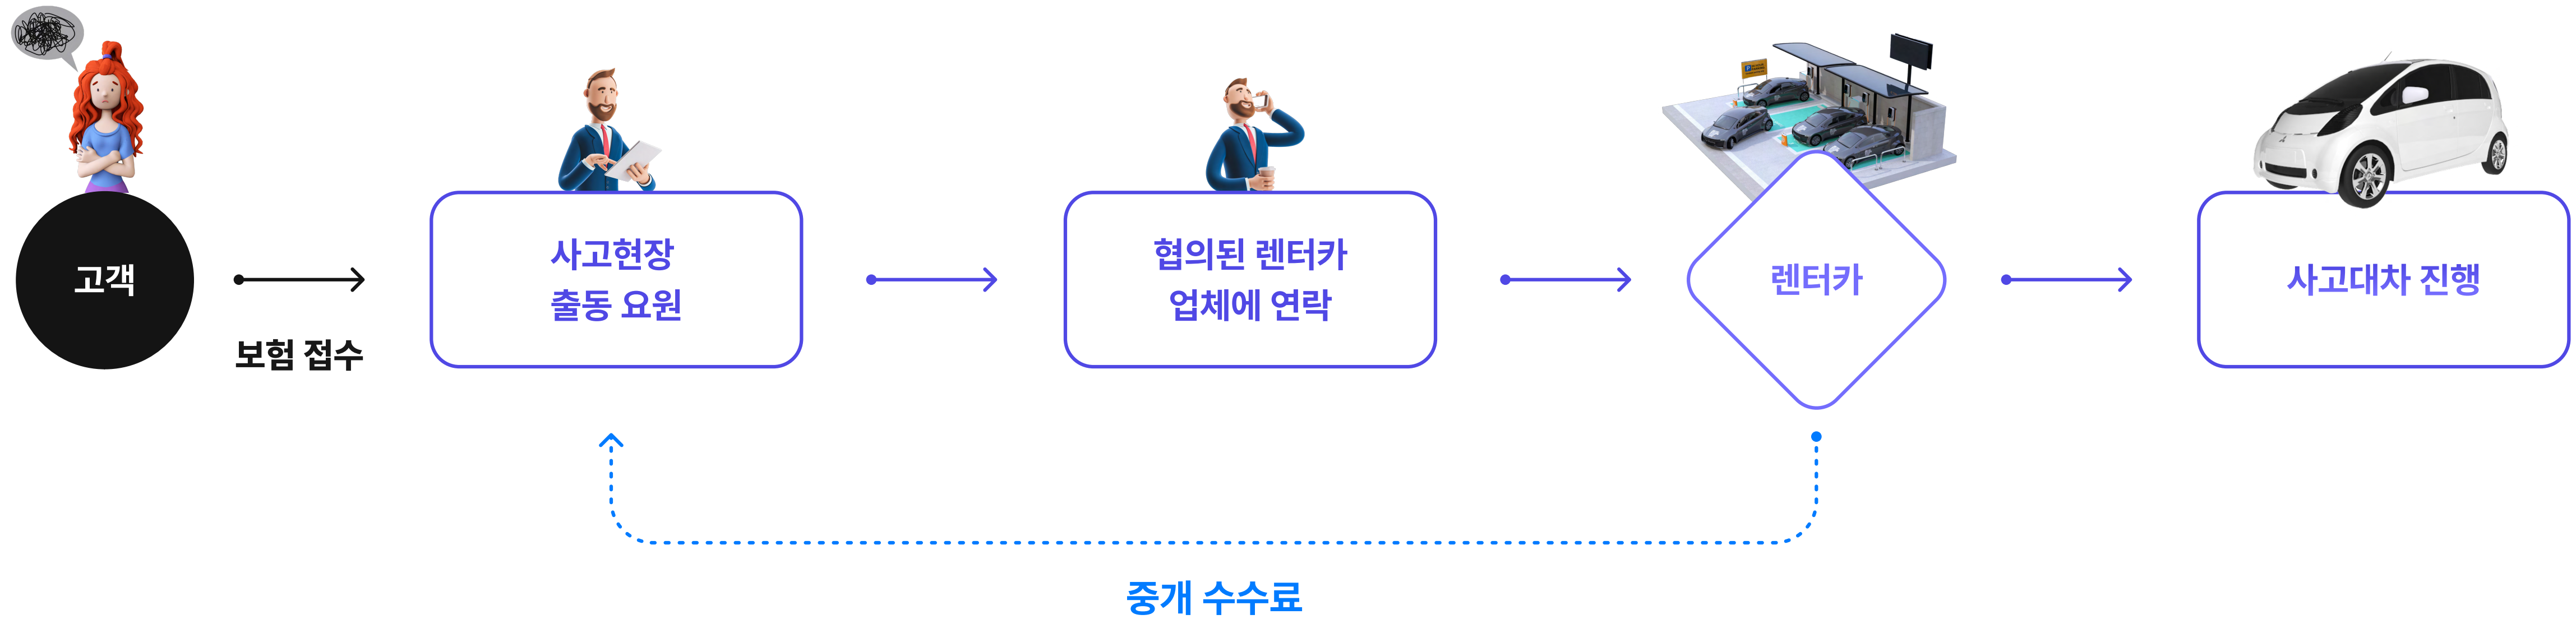 고객
보험 접수
사고현장
출동 요원
협의된 렌터카
업체에 연락
렌터카
사고대차 진행
중개 수수료